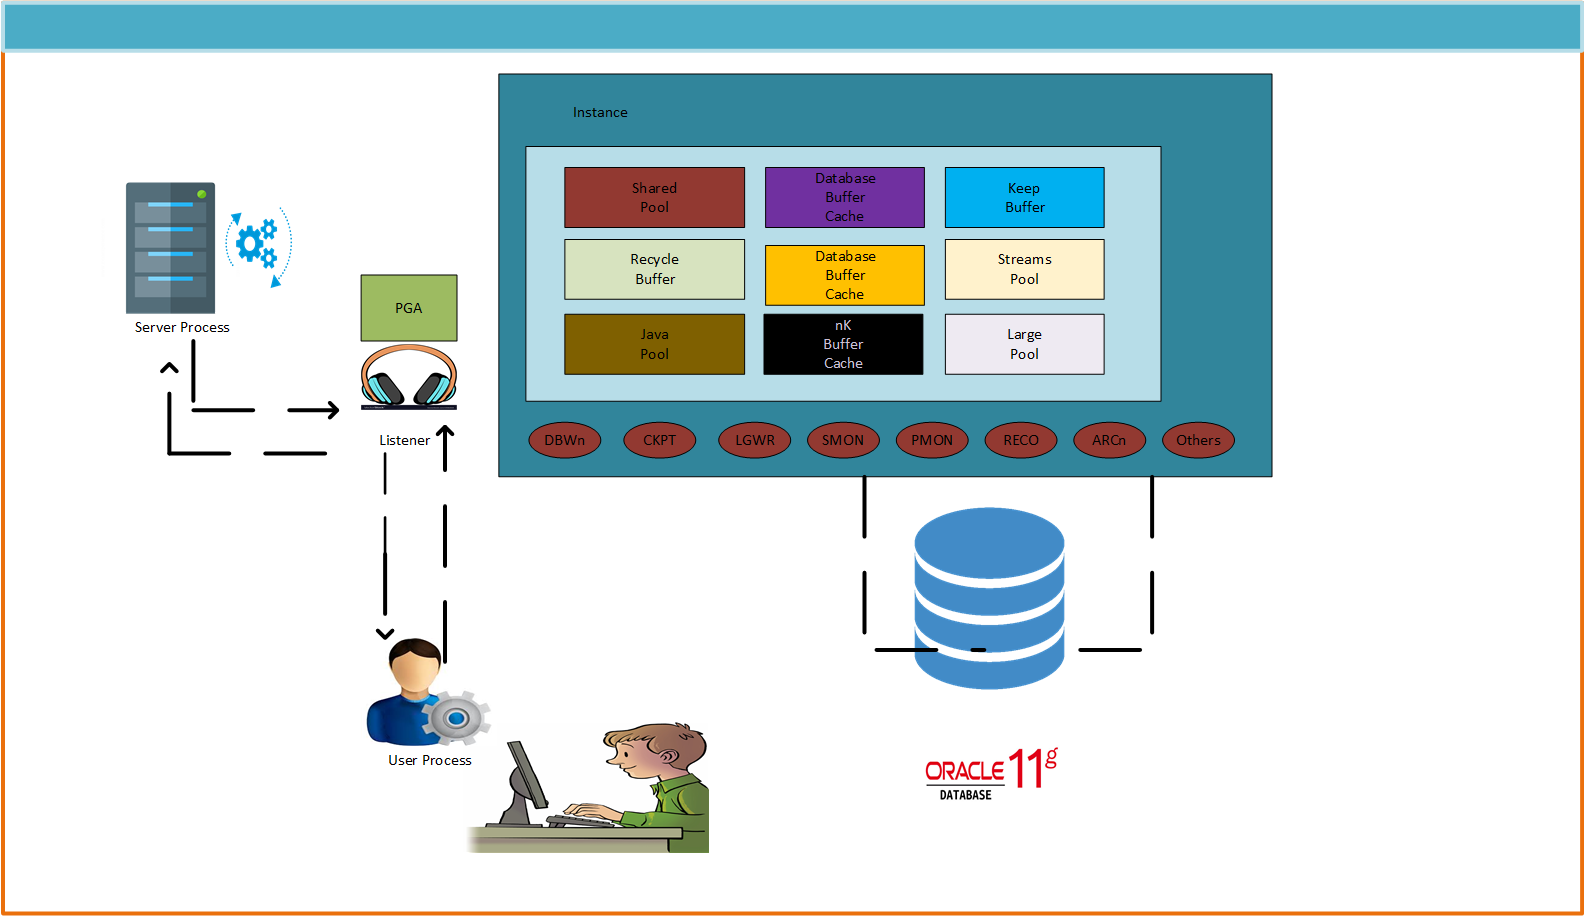 Instance
Shared
Pool
Database
Buffer
Cache
Keep
Buffer
Recycle
Buffer
Database
Buffer
Cache
Streams
Pool
Java
Pool
nK
Buffer
Cache
Large
Pool
DBWn
CKPT
LGWR
SMON
PMON
RECO
ARCn
Others
Server Process
PGA
Listener
User Process
ORACLE 11g
DATABASE